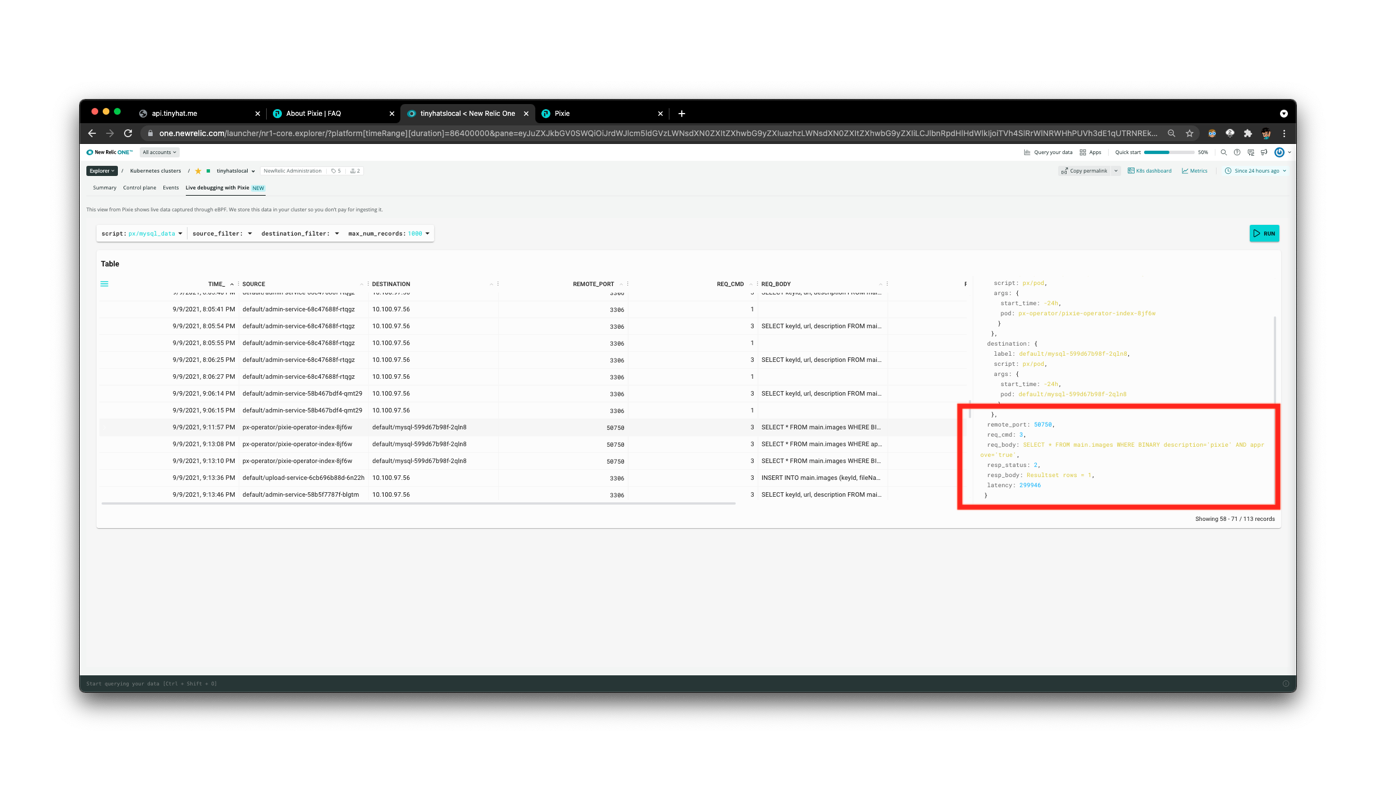 api.tinyhat.me
About Pixie | FAQ
tinyhatslocal < New Relic One
Pixie
New Relic ONE™
All accounts
Query your data
Apps
Quick start
50%
Explorer
/ Kubernetes clusters /
tinyhatslocal
NewRelic Administration
5
2
Copy permalink
K8s dashboard
Metrics
Since 24 hours ago
Summary
Control plane
Events
Live debugging with Pixie NEW
This view from Pixie shows live data captured through eBPF. We store this data in your cluster so you don't pay for ingesting it.
script: px/mysql_data
source_filter:
destination_filter:
max_num_records: 1000
RUN
Table
TIME_ SOURCE DESTINATION REMOTE_PORT REQ_CMD REQ_BODY
9/9/2021, 8:05:41 PM default/admin-service-68c47688f-rtqgz 10.100.97.56 3306 1
9/9/2021, 8:05:54 PM default/admin-service-68c47688f-rtqgz 10.100.97.56 3306 3 SELECT keyId, url, description FROM mai...
9/9/2021, 8:05:55 PM default/admin-service-68c47688f-rtqgz 10.100.97.56 3306 1
9/9/2021, 8:06:25 PM default/admin-service-68c47688f-rtqgz 10.100.97.56 3306 3 SELECT keyId, url, description FROM mai...
9/9/2021, 8:06:27 PM default/admin-service-68c47688f-rtqgz 10.100.97.56 3306 1
9/9/2021, 9:06:14 PM default/admin-service-58b467bdf4-qmt29 10.100.97.56 3306 3 SELECT keyId, url, description FROM mai...
9/9/2021, 9:06:15 PM default/admin-service-58b467bdf4-qmt29 10.100.97.56 3306 1
9/9/2021, 9:11:57 PM px-operator/pixie-operator-index-8jf6w default/mysql-599d67b98f-2qln8 50750 3 SELECT * FROM main.images WHERE BI...
9/9/2021, 9:13:08 PM px-operator/pixie-operator-index-8jf6w default/mysql-599d67b98f-2qln8 50750 3 SELECT * FROM main.images WHERE ap...
9/9/2021, 9:13:10 PM px-operator/pixie-operator-index-8jf6w default/mysql-599d67b98f-2qln8 50750 3 SELECT * FROM main.images WHERE BI...
9/9/2021, 9:13:36 PM default/upload-service-6cb696b88d-6n22h 10.100.97.56 3306 3 INSERT INTO main.images (keyId, fileNa...
9/9/2021, 9:13:46 PM default/admin-service-58b5f7787f-blgtm 10.100.97.56 3306 3 SELECT keyId, url, description FROM mai...
script: px/pod,
args: {
start_time: -24h,
pod: px-operator/pixie-operator-index-8jf6w
}
},
destination: {
label: default/mysql-599d67b98f-2qln8,
script: px/pod,
args: {
start_time: -24h,
pod: default/mysql-599d67b98f-2qln8
},
remote_port: 50750,
req_cmd: 3,
req_body: SELECT * FROM main.images WHERE BINARY description='pixie' AND appr
ove='true',
resp_status: 2,
resp_body: Resultset rows = 1,
latency: 299946
}
Showing 58 - 71 / 113 records
Start querying your data (Ctrl + Shift + O)